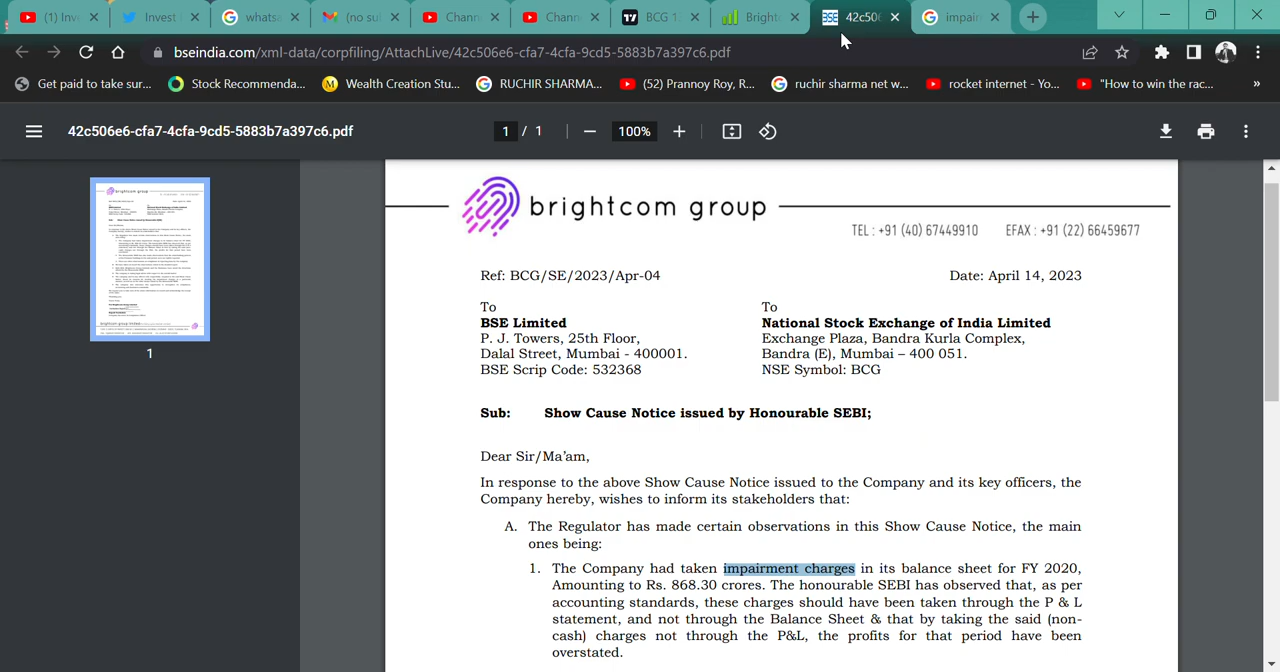 (1) Inve
Invest
whatsa
(no su
Chann
Chann
BCG 1
Bright
BSE 42c506
impair
bseindia.com/xml-data/corpfiling/AttachLive/42c506e6-cfa7-4cfa-9cd5-5883b7a397c6.pdf
Get paid to take sur...
Stock Recommenda...
Wealth Creation Stu...
RUCHIR SHARMA...
(52) Prannoy Roy, R...
ruchir sharma net w...
rocket internet - Yo...
"How to win the rac...
»
42c506e6-cfa7-4cfa-9cd5-5883b7a397c6.pdf
1 / 1
100%
1
brightcom group
TEL : +91 (40) 67449910 EFAX : +91 (22) 66459677
Ref: BCG/SE/2023/Apr-04 Date: April 14, 2023
To
BSE Limited
P. J. Towers, 25th Floor,
Dalal Street, Mumbai - 400001.
BSE Scrip Code: 532368
To
National Stock Exchange of India Limited
Exchange Plaza, Bandra Kurla Complex,
Bandra (E), Mumbai – 400 051.
NSE Symbol: BCG
Sub: Show Cause Notice issued by Honourable SEBI;
Dear Sir/Ma'am,
In response to the above Show Cause Notice issued to the Company and its key officers, the
Company hereby, wishes to inform its stakeholders that:
A. The Regulator has made certain observations in this Show Cause Notice, the main
ones being:
1. The Company had taken impairment charges in its balance sheet for FY 2020,
Amounting to Rs. 868.30 crores. The honourable SEBI has observed that, as per
accounting standards, these charges should have been taken through the P & L
statement, and not through the Balance Sheet & that by taking the said (non-
cash) charges not through the P&L, the profits for that period have been
overstated.